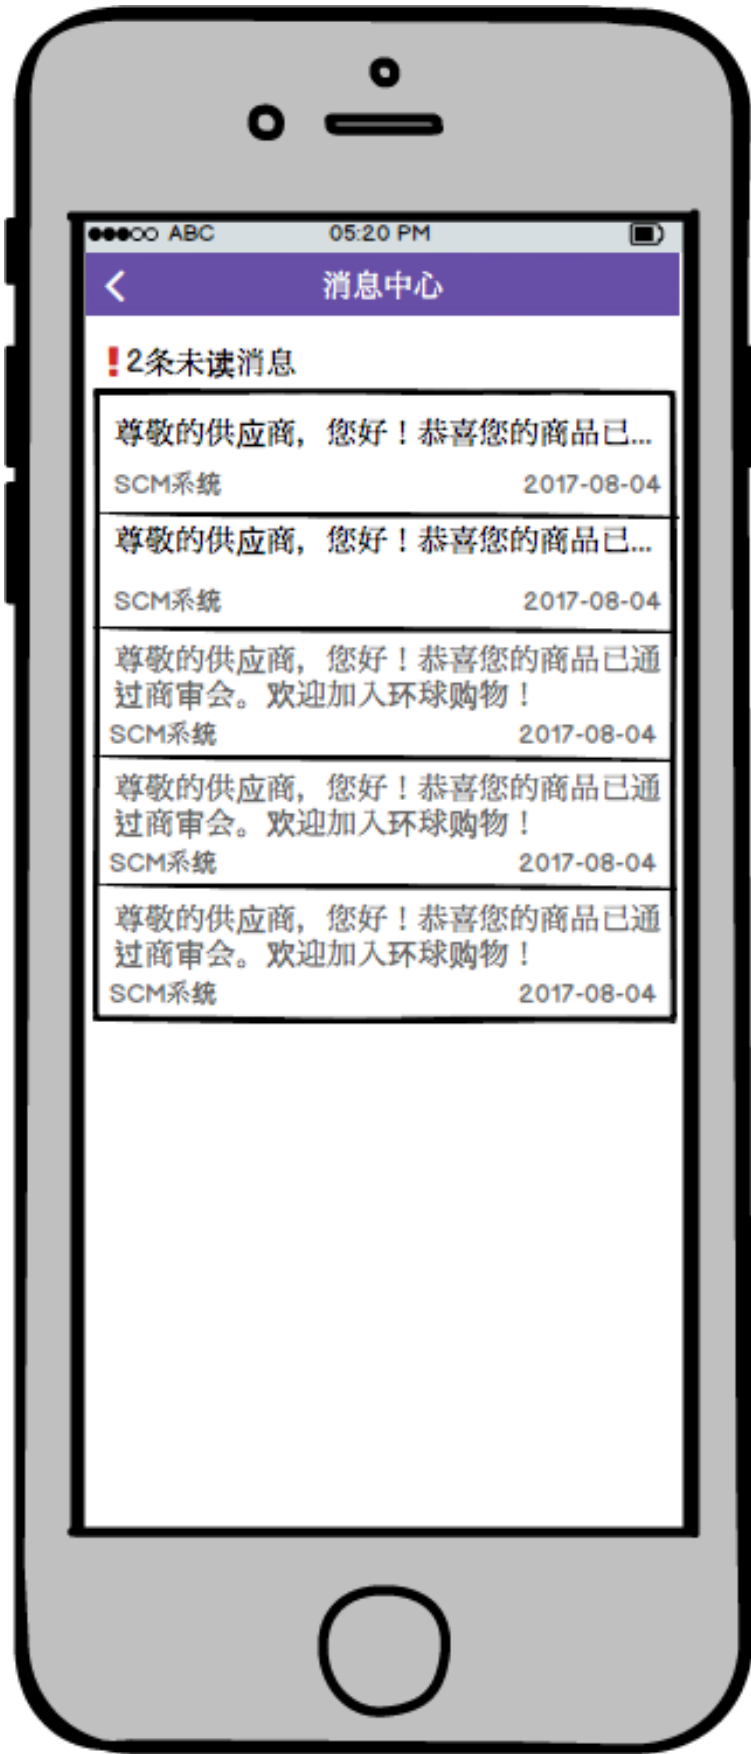 ABC 05:20 PM
消息中心
❗2条未读消息
尊敬的供应商，您好！恭喜您的商品已...
SCM系统 2017-08-04
尊敬的供应商，您好！恭喜您的商品已...
SCM系统 2017-08-04
尊敬的供应商，您好！恭喜您的商品已通
过商审会。欢迎加入环球购物！
SCM系统 2017-08-04
尊敬的供应商，您好！恭喜您的商品已通
过商审会。欢迎加入环球购物！
SCM系统 2017-08-04
尊敬的供应商，您好！恭喜您的商品已通
过商审会。欢迎加入环球购物！
SCM系统 2017-08-04